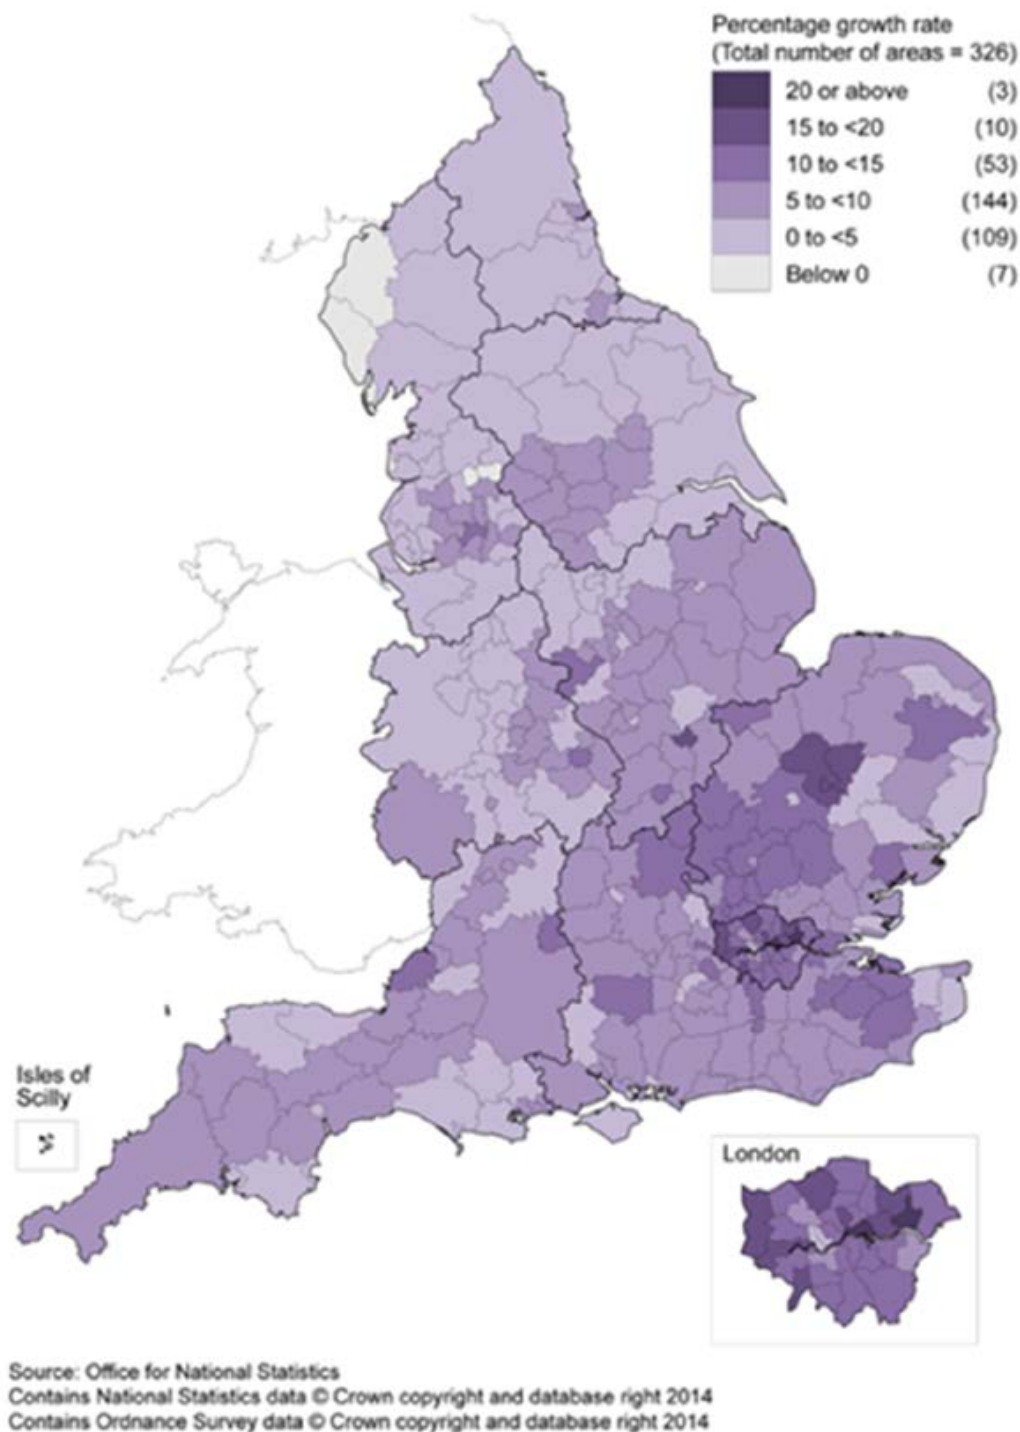 Percentage growth rate
(Total number of areas = 326)
20 or above (3)
15 to <20 (10)
10 to <15 (53)
5 to <10 (144)
0 to <5 (109)
Below 0 (7)
Isles of
Scilly
London
Source: Office for National Statistics
Contains National Statistics data © Crown copyright and database right 2014
Contains Ordnance Survey data © Crown copyright and database right 2014